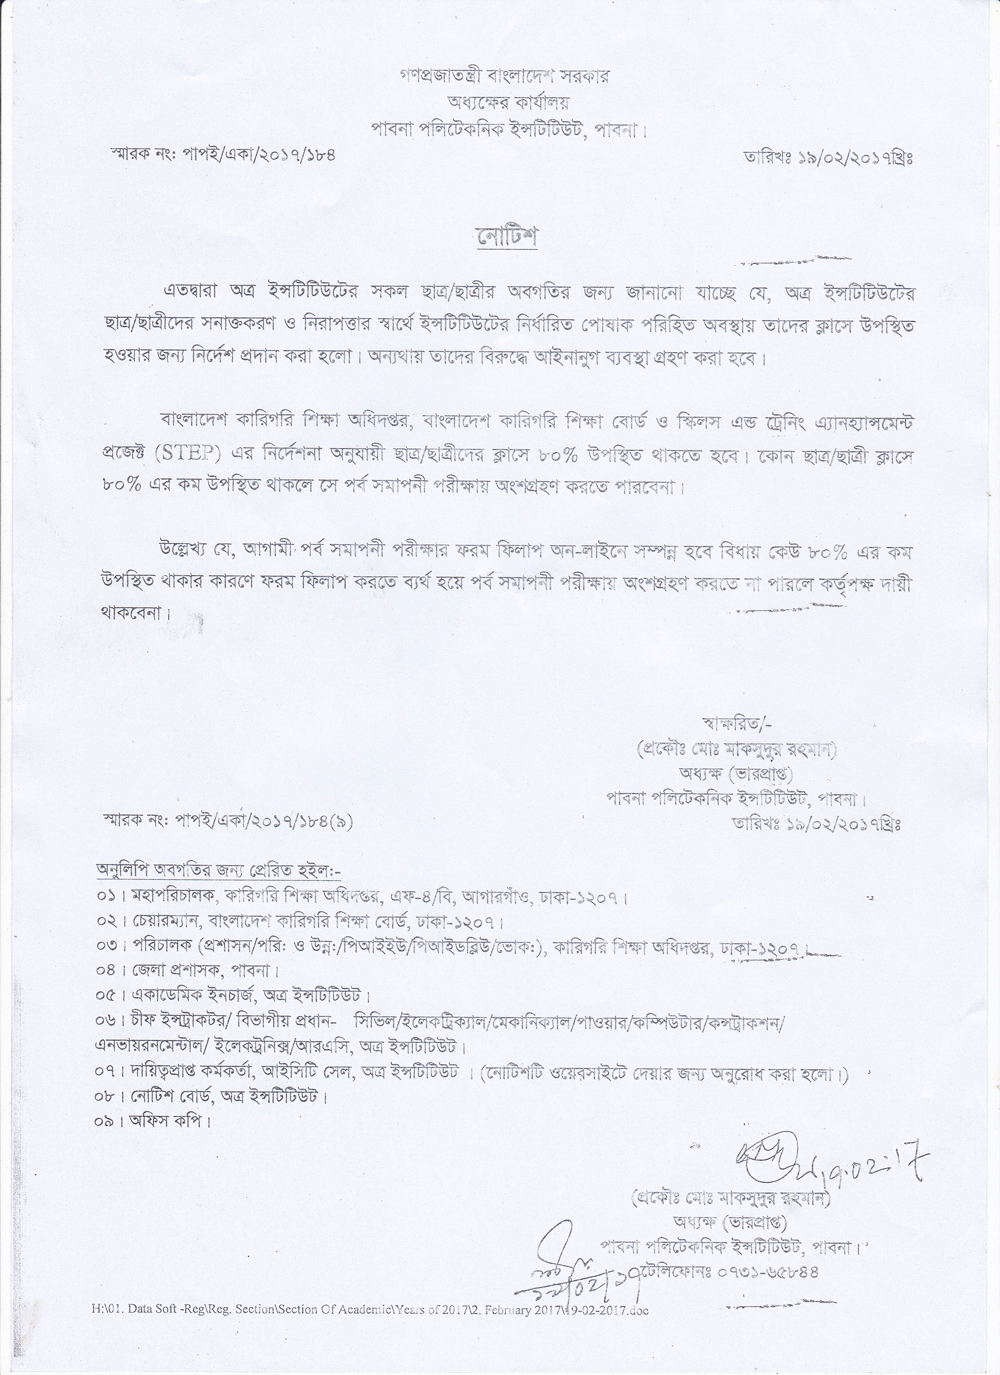 গণপ্রজাতন্ত্রী বাংলাদেশ সরকার
অধ্যক্ষের কার্যালয়
পাবনা পলিটেকনিক ইন্সটিটিউট, পাবনা।
স্মারক নং: পাপই/একা/২০১৭/১৮৪ তারিখঃ ১৯/০২/২০১৭খ্রিঃ
নোটিশ
এতদ্বারা অত্র ইন্সটিটিউটের সকল ছাত্র/ছাত্রীর অবগতির জন্য জানানো যাচ্ছে যে, অত্র ইন্সটিটিউটের
ছাত্র/ছাত্রীদের সনাক্তকরণ ও নিরাপত্তার স্বার্থে ইন্সটিটিউটের নির্ধারিত পোষাক পরিহিত অবস্থায় তাদের ক্লাসে উপস্থিত
হওয়ার জন্য নির্দেশ প্রদান করা হলো। অন্যথায় তাদের বিরুদ্ধে আইনানুগ ব্যবস্থা গ্রহণ করা হবে।
বাংলাদেশ কারিগরি শিক্ষা অধিদপ্তর, বাংলাদেশ কারিগরি শিক্ষা বোর্ড ও স্কিলস এন্ড ট্রেনিং এ্যানহ্যান্সমেন্ট
প্রজেক্ট (STEP) এর নির্দেশনা অনুযায়ী ছাত্র/ছাত্রীদের ক্লাসে ৮০% উপস্থিত থাকতে হবে। কোন ছাত্র/ছাত্রী ক্লাসে
৮০% এর কম উপস্থিত থাকলে সে পর্ব সমাপনী পরীক্ষায় অংশগ্রহণ করতে পারবেনা।
উল্লেখ্য যে, আগামী পর্ব সমাপনী পরীক্ষার ফরম ফিলাপ অন-লাইনে সম্পন্ন হবে বিধায় কেউ ৮০% এর কম
উপস্থিত থাকার কারণে ফরম ফিলাপ করতে ব্যর্থ হয়ে পর্ব সমাপনী পরীক্ষায় অংশগ্রহণ করতে না পারলে কর্তৃপক্ষ দায়ী
থাকবেনা।
স্বাক্ষরিত/-
(প্রকৌঃ মোঃ মাকসুদুর রহমান)
অধ্যক্ষ (ভারপ্রাপ্ত)
পাবনা পলিটেকনিক ইন্সটিটিউট, পাবনা।
স্মারক নং: পাপই/একা/২০১৭/১৮৪(৯) তারিখঃ ১৯/০২/২০১৭খ্রিঃ
অনুলিপি অবগতির জন্য প্রেরিত হইল:-
০১। মহাপরিচালক, কারিগরি শিক্ষা অধিদপ্তর, এফ-৪/বি, আগারগাঁও, ঢাকা-১২০৭।
০২। চেয়ারম্যান, বাংলাদেশ কারিগরি শিক্ষা বোর্ড, ঢাকা-১২০৭।
০৩। পরিচালক (প্রশাসন/পরি: ও উন্ন:/পিআইইউ/পিআইডব্লিউ/ভোক:), কারিগরি শিক্ষা অধিদপ্তর, ঢাকা-১২০৭।
০৪। জেলা প্রশাসক, পাবনা।
০৫। একাডেমিক ইনচার্জ, অত্র ইন্সটিটিউট।
০৬। চীফ ইন্সট্রাকটর/ বিভাগীয় প্রধান- সিভিল/ইলেকট্রিক্যাল/মেকানিক্যাল/পাওয়ার/কম্পিউটার/কন্সট্রাকশন/
এনভায়রনমেন্টাল/ ইলেকট্রনিক্স/আরএসি, অত্র ইন্সটিটিউট।
০৭। দায়িত্বপ্রাপ্ত কর্মকর্তা, আইসিটি সেল, অত্র ইন্সটিটিউট । (নোটিশটি ওয়েবসাইটে দেয়ার জন্য অনুরোধ করা হলো।)
০৮। নোটিশ বোর্ড, অত্র ইন্সটিটিউট।
০৯। অফিস কপি।
19.02.17
(প্রকৌঃ মোঃ মাকসুদুর রহমান)
অধ্যক্ষ (ভারপ্রাপ্ত)
পাবনা পলিটেকনিক ইন্সটিটিউট, পাবনা।
টেলিফোনঃ ০৭৩১-৬৫৮৪৪
১৯/০২/১৭
H:\01. Data Soft -Reg\Reg. Section\Section Of Academic\Years of 2017\2. February 2017\19-02-2017.doc